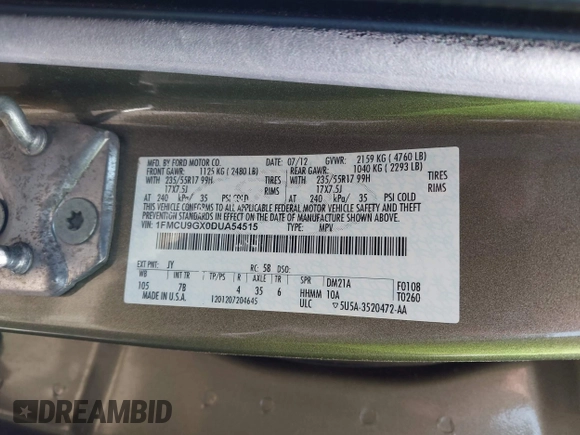 MFD. BY FORD MOTOR CO. DATE: 07/12 GVWR: 2159 KG (4760 LB)
FRONT GAWR: 1125 KG (2480 LB) REAR GAWR: 1040 KG (2293 LB)
WITH TIRES WITH TIRES
235/55R17 99H 235/55R17 99H
17X7.5J RIMS 17X7.5J RIMS
AT 240 kPa/ 35 PSI COLD AT 240 kPa/ 35 PSI COLD
THIS VEHICLE CONFORMS TO ALL APPLICABLE FEDERAL MOTOR VEHICLE SAFETY AND BUMPER
STANDARDS AND THEFT PREVENTION STANDARDS IN EFFECT ON THE DATE OF MANUFACTURE SHOWN ABOVE.
VIN: 1FMCU9GX0DUA54515 TYPE: MPV
EXT PNT: JY RC: 58 DSO:
WB TP/PS R AXLE TR SPR DM21A F0108
105 7B 4 35 6 HHMM 10A T0260
MADE IN U.S.A. 1201207204645 ULC 5U5A-3520472-AA
DREAMBID